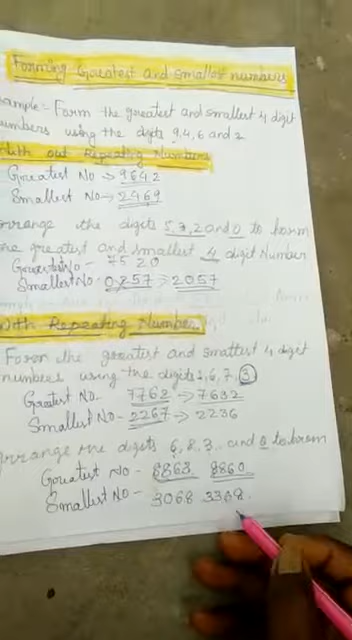 Forming Greatest and smallest numbers
ample:- Form the greatest and smallest 4 digit
numbers using the digits 9,4,6 and 2
With out Repeating Numbers
Greatest No → 9642
Smallest No → 2469
rrange the digits 5,7,2 and 0 to form
he greatest and smallest 4 digit Number
Greatest No - 75 20
Smallest No - 0257 → 2057
With Repeating Number
Form the greatest and smallest 4 digit
numbers using the digits 2,6,7, 3
Greatest No - 7762 → 7632
Smallest No - 2267 → 2236
rrange the digits 6,8,3, and 0 to form
Greatest No - 8863 8860
Smallest No - 3068 3368.